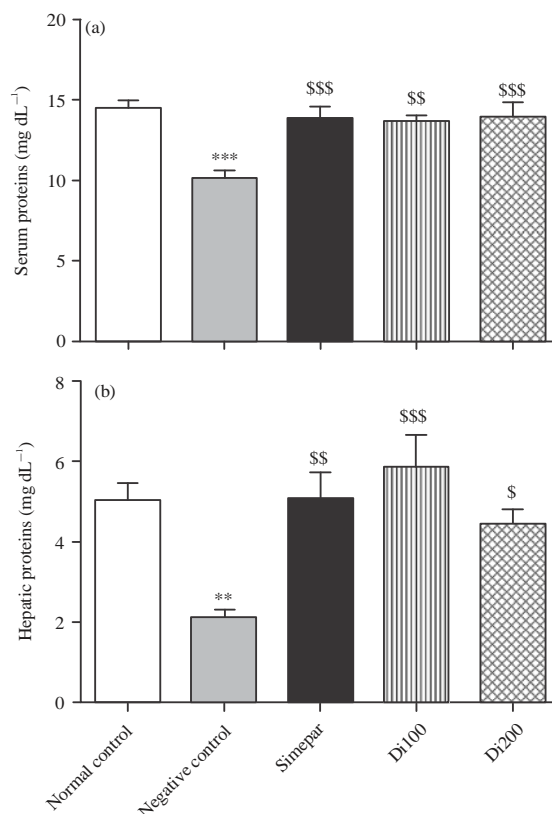 (a)
Serum proteins (mg dL⁻¹)
20
15
10
5
0
***
$$$
$$
$$$
(b)
Hepatic proteins (mg dL⁻¹)
8
6
4
2
0
**
$$
$$$
$
Normal control
Negative control
Simepar
Di100
Di200